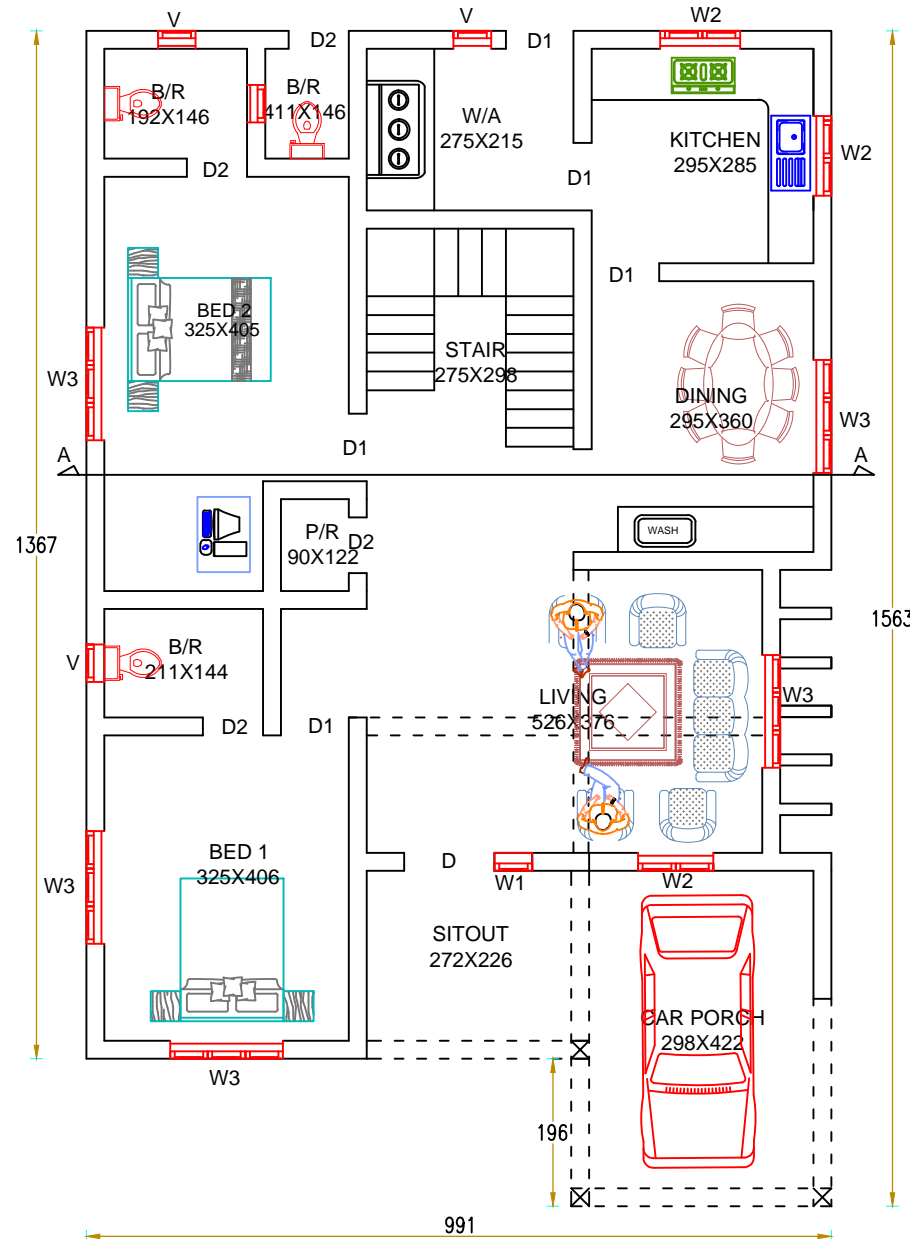 V
D2
V
D1
W2
B/R
192X146
B/R
411X146
W/A
275X215
KITCHEN
295X285
W2
D2
D1
D1
BED 2
325X405
STAIR
275X298
DINING
295X360
W3
W3
D1
A
A
1367
P/R
90X122
D2
WASH
1563
V
B/R
211X144
D2
D1
LIVING
526X376
W3
W3
BED 1
325X406
D
W1
W2
SITOUT
272X226
CAR PORCH
298X422
W3
196
991